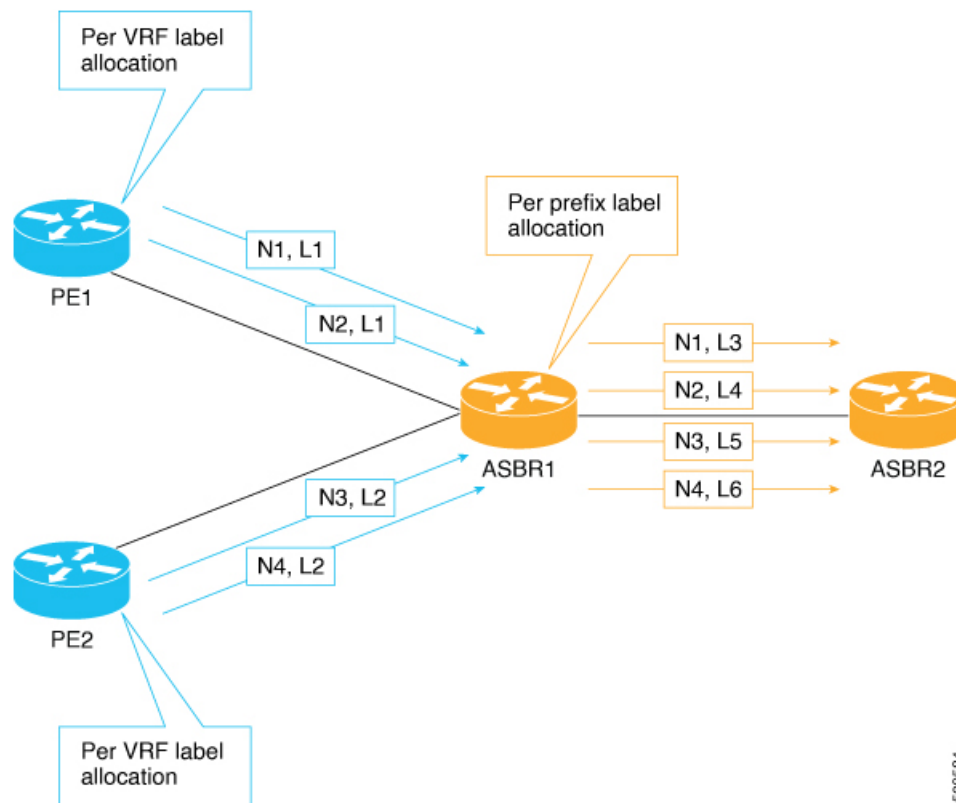 Per VRF label
allocation
PE1
N1, L1
N2, L1
Per prefix label
allocation
ASBR1
N1, L3
N2, L4
N3, L5
N4, L6
ASBR2
N3, L2
N4, L2
PE2
Per VRF label
allocation